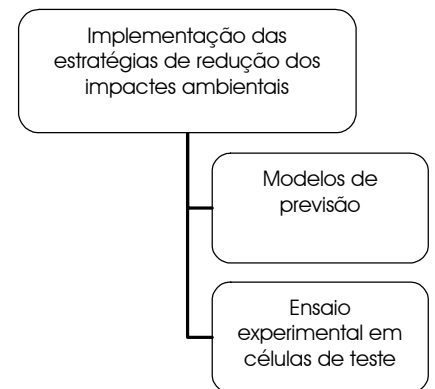 Implementação das
estratégias de redução dos
impactes ambientais
Modelos de
previsão
Ensaio
experimental em
células de teste